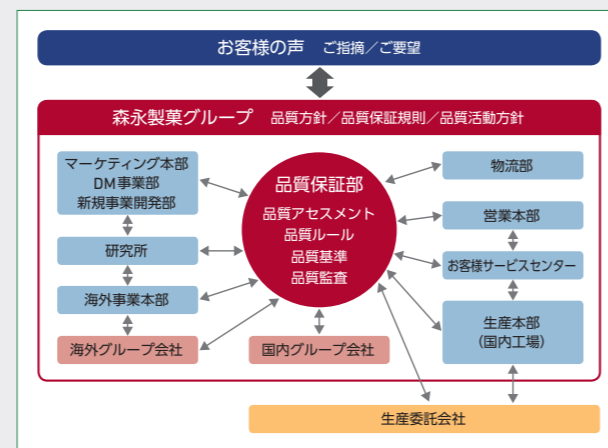 お客様の声 ご指摘／ご要望
森永製菓グループ 品質方針／品質保証規則／品質活動方針
マーケティング本部
DM事業部
新規事業開発部
研究所
海外事業本部
海外グループ会社
品質保証部
品質アセスメント
品質ルール
品質基準
品質監査
国内グループ会社
物流部
営業本部
お客様サービスセンター
生産本部
（国内工場）
生産委託会社